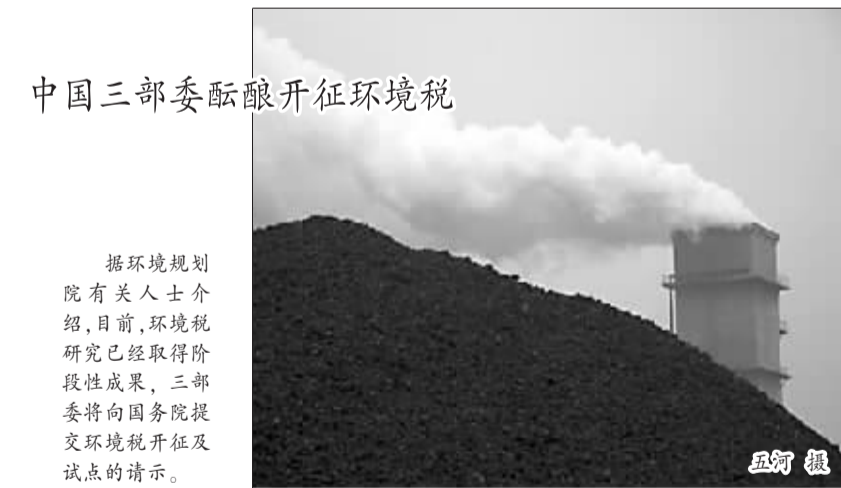 中国三部委酝酿开征环境税
据环境规划
院有关人士介
绍,目前,环境税
研究已经取得阶
段性成果，三部
委将向国务院提
交环境税开征及
试点的请示。
五河 摄